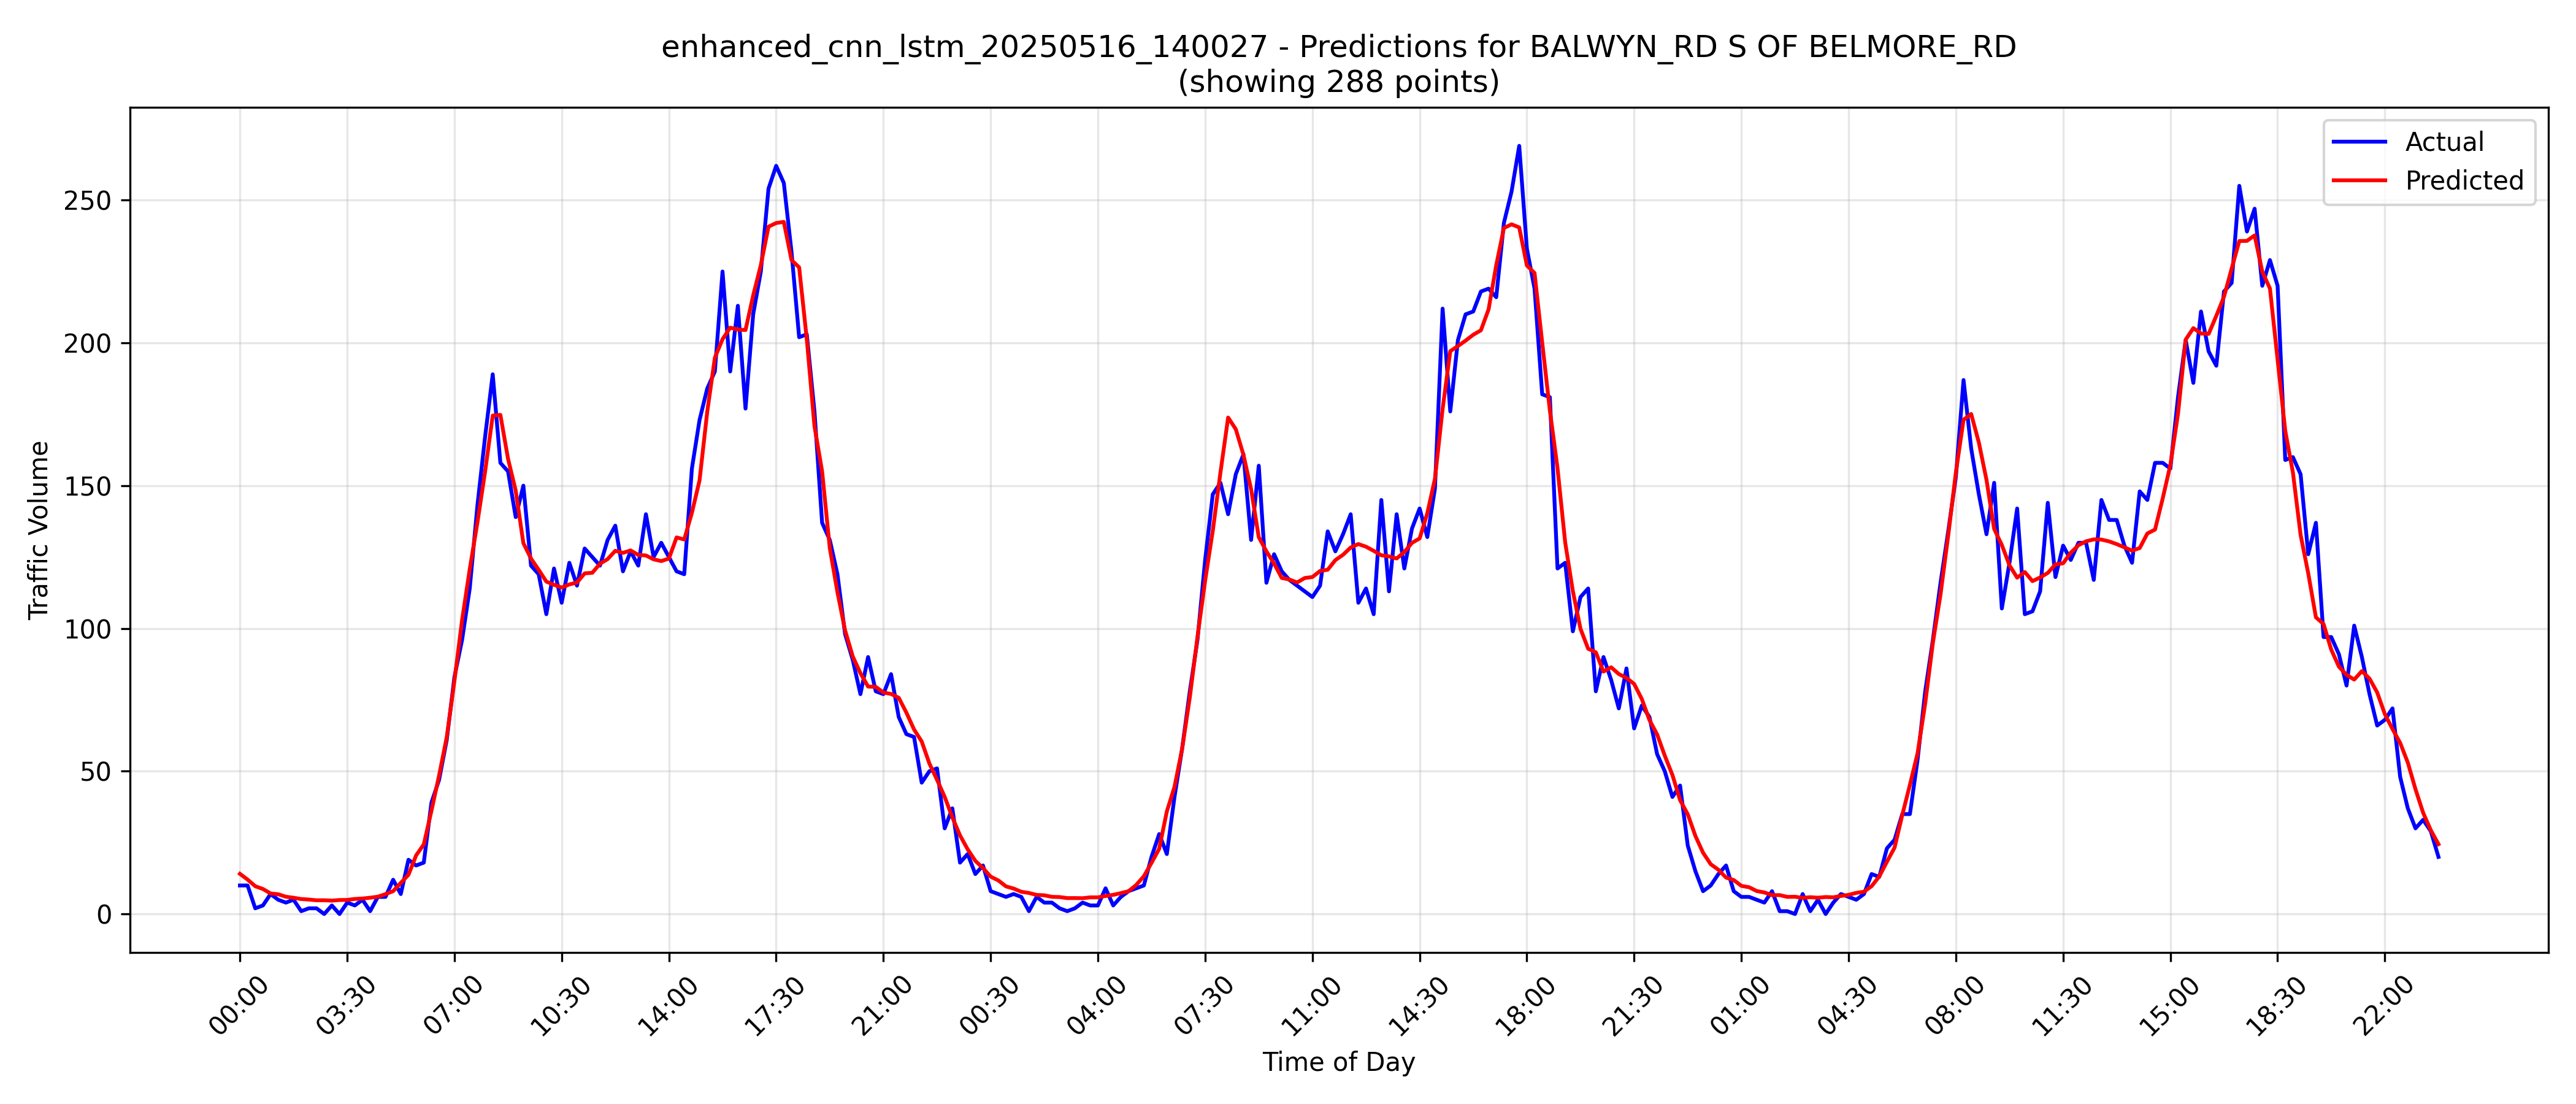 enhanced_cnn_lstm_20250516_140027 - Predictions for BALWYN_RD S OF BELMORE_RD
(showing 288 points)
Actual
Predicted
Traffic Volume
250
200
150
100
50
0
00:00 03:30 07:00 10:30 14:00 17:30 21:00 00:30 04:00 07:30 11:00 14:30 18:00 21:30 01:00 04:30 08:00 11:30 15:00 18:30 22:00
Time of Day